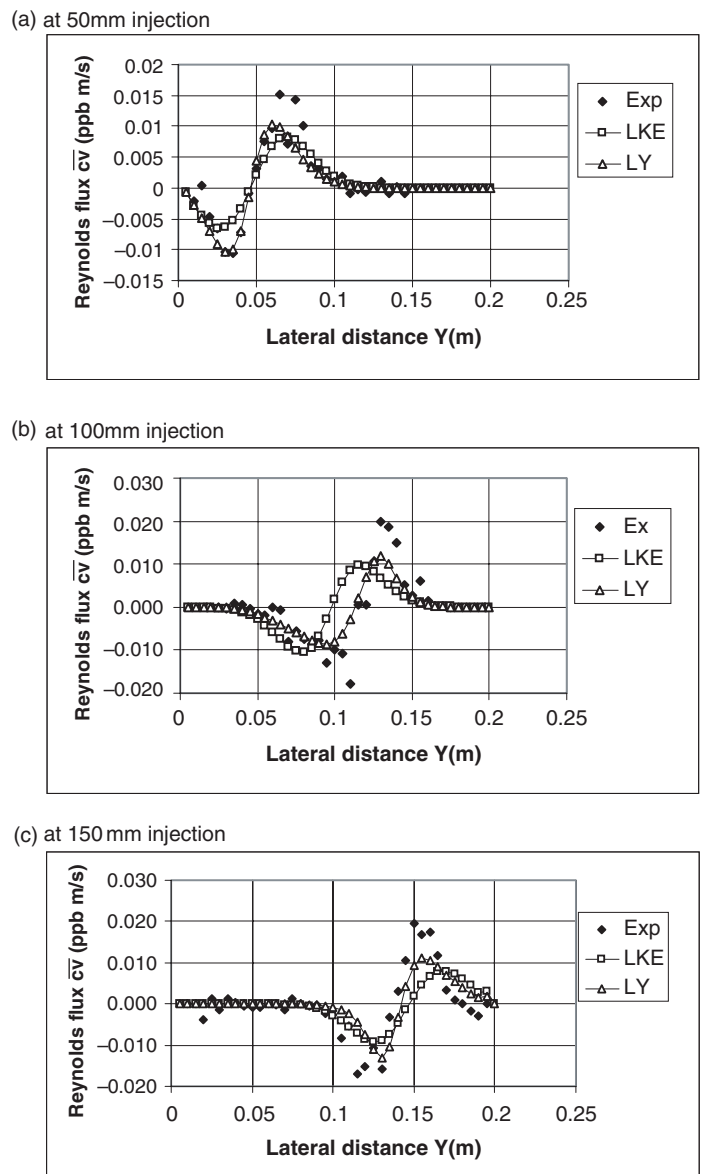 (a) at 50mm injection
0.02
0.015
0.01
0.005
0
−0.005
−0.01
−0.015
0 0.05 0.1 0.15 0.2 0.25
Reynolds flux c̅v̅ (ppb m/s)
Lateral distance Y(m)
Exp
LKE
LY
(b) at 100mm injection
0.030
0.020
0.010
0.000
−0.010
−0.020
0 0.05 0.1 0.15 0.2 0.25
Reynolds flux c̅v̅ (ppb m/s)
Lateral distance Y(m)
Ex
LKE
LY
(c) at 150 mm injection
0.030
0.020
0.010
0.000
−0.010
−0.020
0 0.05 0.1 0.15 0.2 0.25
Reynolds flux c̅v̅ (ppb m/s)
Lateral distance Y(m)
Exp
LKE
LY